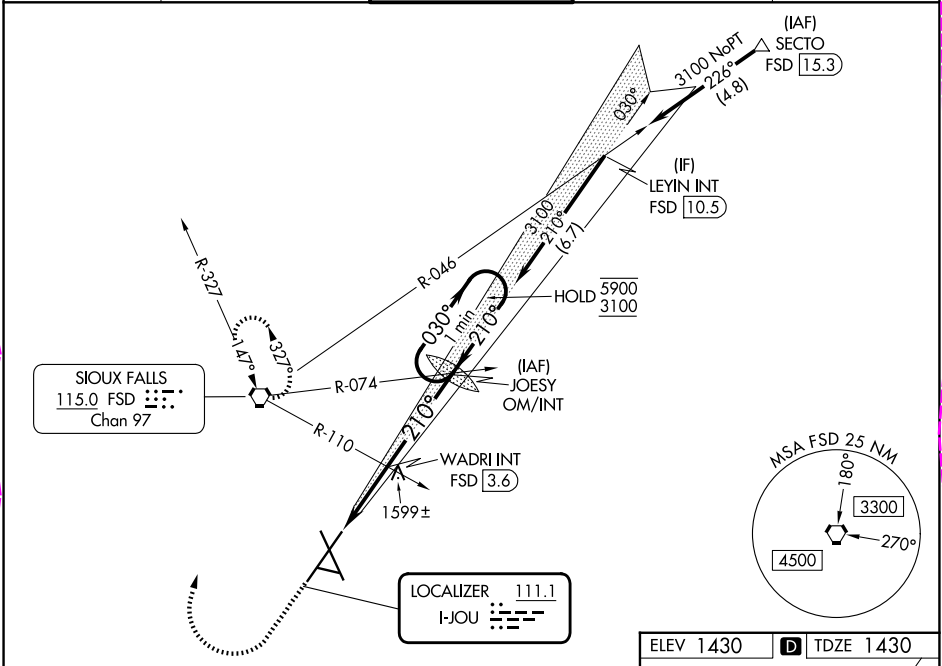 (IAF)
SECTO
FSD 15.3
3100 NoPT
226°
(4.8)
030°
(IF)
LEYIN INT
FSD 10.5
3100
210°
(6.7)
R-046
R-327
HOLD 5900
3100
030°
1 min
210°
147°
327°
(IAF)
JOESY
OM/INT
R-074
SIOUX FALLS
115.0 FSD
Chan 97
210°
R-110
WADRI INT
FSD 3.6
1599±
MSA FSD 25 NM
180°
3300
270°
4500
LOCALIZER 111.1
I-JOU
ELEV 1430 D TDZE 1430